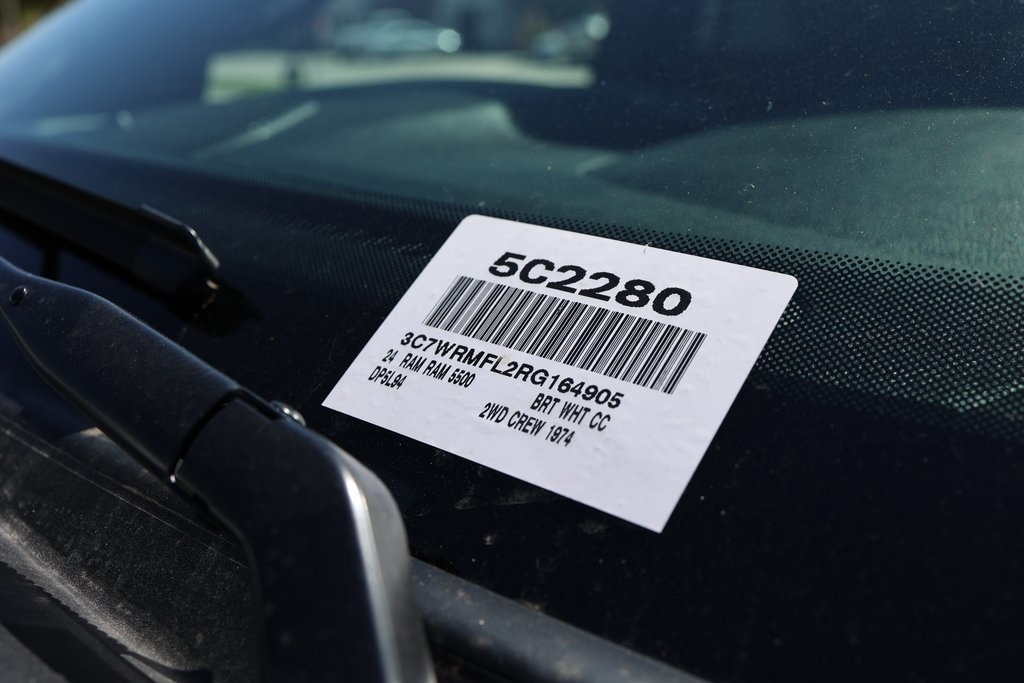 5C2280
3C7WRMFL2RG164905
24 RAM RAM 5500 BRT WHT CC
DP5L94 2WD CREW 1974